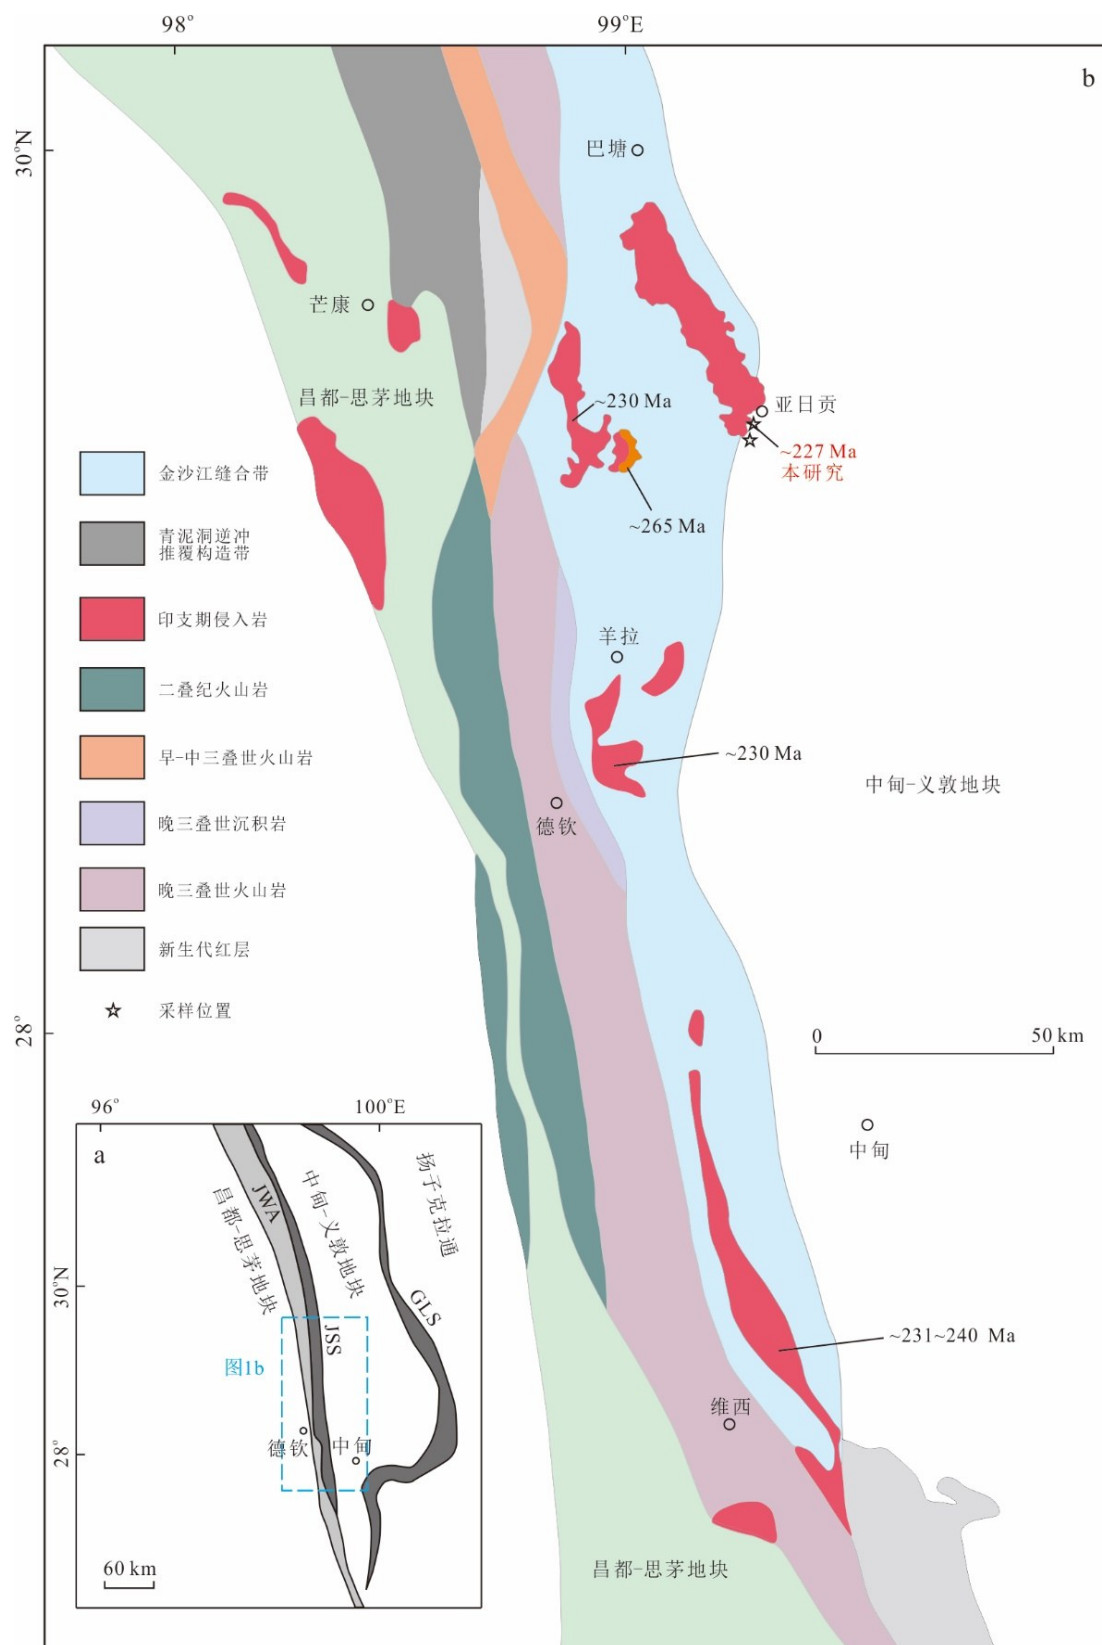 98°
99°E
b
30°N
巴塘
芒康
昌都-思茅地块
~230 Ma
亚日贡
~227 Ma
本研究
~265 Ma
金沙江缝合带
青泥洞逆冲
推覆构造带
印支期侵入岩
羊拉
二叠纪火山岩
早-中三叠世火山岩
~230 Ma
中甸-义敦地块
晚三叠世沉积岩
德钦
晚三叠世火山岩
新生代红层
采样位置
28°
0
50 km
中甸
96°
100°E
a
JWA
昌都-思茅地块
中甸-义敦地块
扬子克拉通
30°N
GLS
JSS
图1b
德钦
中甸
28°
60 km
~231~240 Ma
维西
昌都-思茅地块